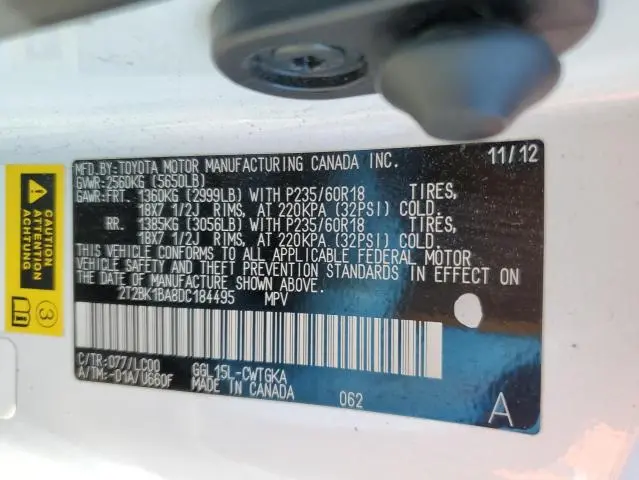 MFD. BY:TOYOTA MOTOR MANUFACTURING CANADA INC. 11/12
GVWR:2560KG (5650LB)
GAWR:FRT. 1360KG (2999LB) WITH P235/60R18 TIRES,
18X7 1/2J RIMS, AT 220KPA (32PSI) COLD.
RR. 1385KG (3056LB) WITH P235/60R18 TIRES,
18X7 1/2J RIMS, AT 220KPA (32PSI) COLD.
THIS VEHICLE CONFORMS TO ALL APPLICABLE FEDERAL MOTOR
VEHICLE SAFETY AND THEFT PREVENTION STANDARDS IN EFFECT ON
THE DATE OF MANUFACTURE SHOWN ABOVE.
2T2BK1BA8DC184495 MPV
C/TR:077/LC00 GGL15L-CWTGKA
A/TM:-01A/U660F MADE IN CANADA 062
A
CAUTION
ACHTUNG
3